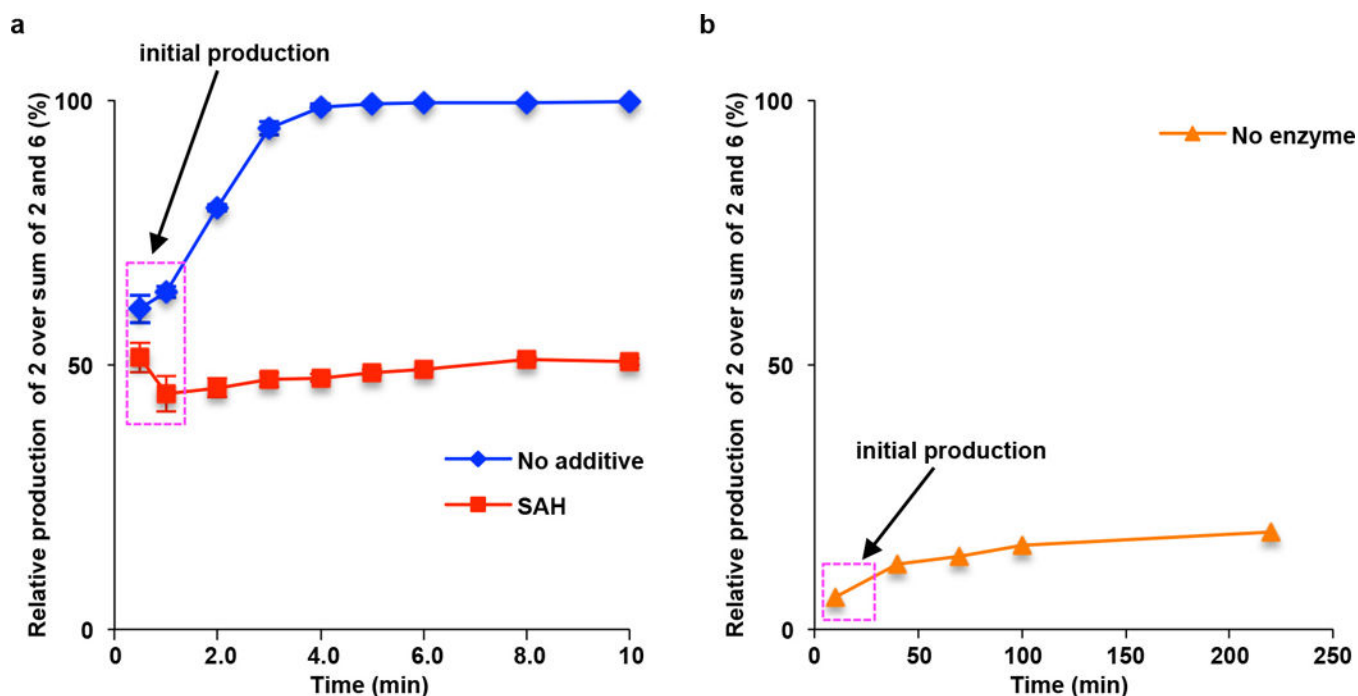 a
initial production
Relative production of 2 over sum of 2 and 6 (%)
100
50
0
No additive
SAH
0 2.0 4.0 6.0 8.0 10
Time (min)
b
Relative production of 2 over sum of 2 and 6 (%)
100
50
0
No enzyme
initial production
0 50 100 150 200 250
Time (min)